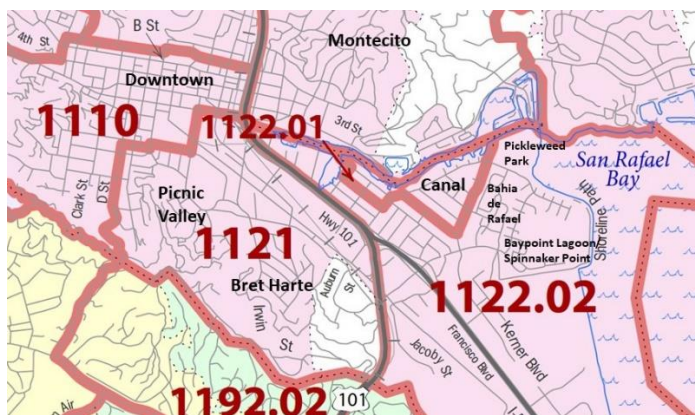 B St
Montecito
4th St
Downtown
1110
1122.01
3rd St
Pickleweed
Park
San Rafael
Bay
Canal
Clark St
D St
Picnic
Valley
Bahia
de
Rafael
Hwy 101
1121
Baypoint Lagoon/
Spinnaker Point
Shoreline
Path
Bret Harte
Auburn
St
1122.02
Irwin
St
Francisco Blvd
Kerner Blvd
Jacoby St
1192.02
101
Air